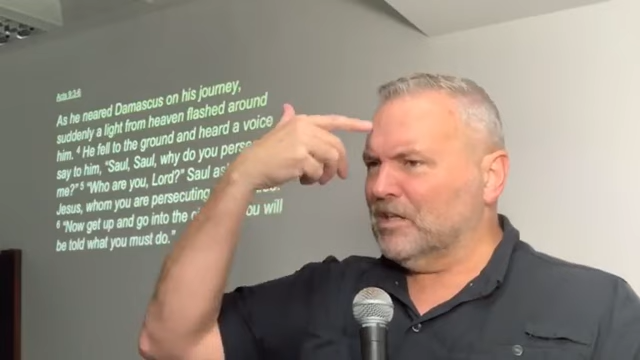 Acts 9:3-6
As he neared Damascus on his journey,
suddenly a light from heaven flashed around
him. 4 He fell to the ground and heard a voice
say to him, “Saul, Saul, why do you perse
me?” 5 “Who are you, Lord?” Saul as
Jesus, whom you are persecuting
6 “Now get up and go into the ou will
be told what you must do.”